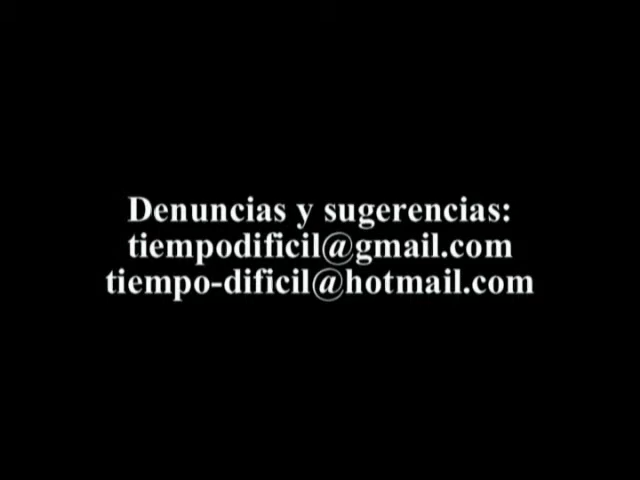 Denuncias y sugerencias:
tiempodificil@gmail.com
tiempo-dificil@hotmail.com